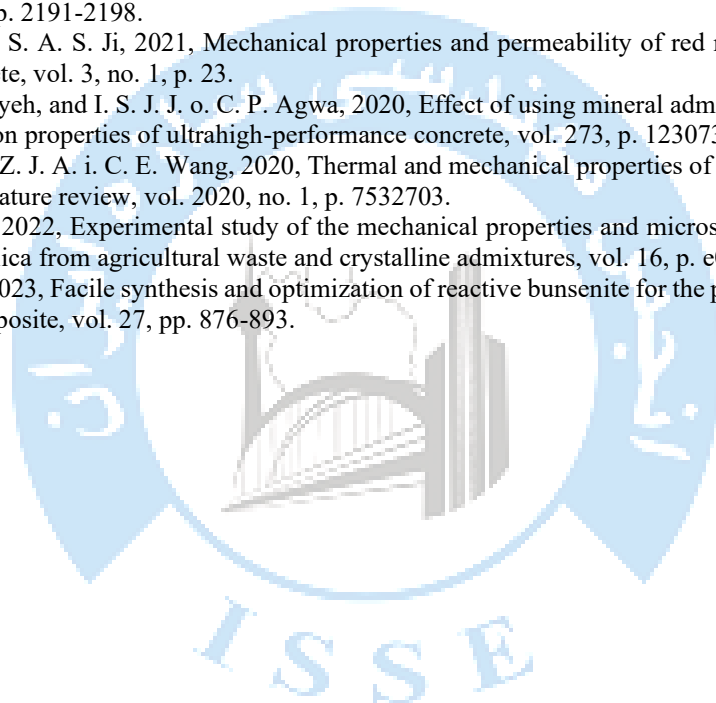 p. 2191-2198.
S. A. S. Ji, 2021, Mechanical properties and permeability of red
te, vol. 3, no. 1, p. 23.
yeh, and I. S. J. J. o. C. P. Agwa, 2020, Effect of using mineral adm
on properties of ultrahigh-performance concrete, vol. 273, p. 123073
Z. J. A. i. C. E. Wang, 2020, Thermal and mechanical properties of
ature review, vol. 2020, no. 1, p. 7532703.
2022, Experimental study of the mechanical properties and micros
ica from agricultural waste and crystalline admixtures, vol. 16, p. e
023, Facile synthesis and optimization of reactive bunsenite for the p
posite, vol. 27, pp. 876-893.
ISSE